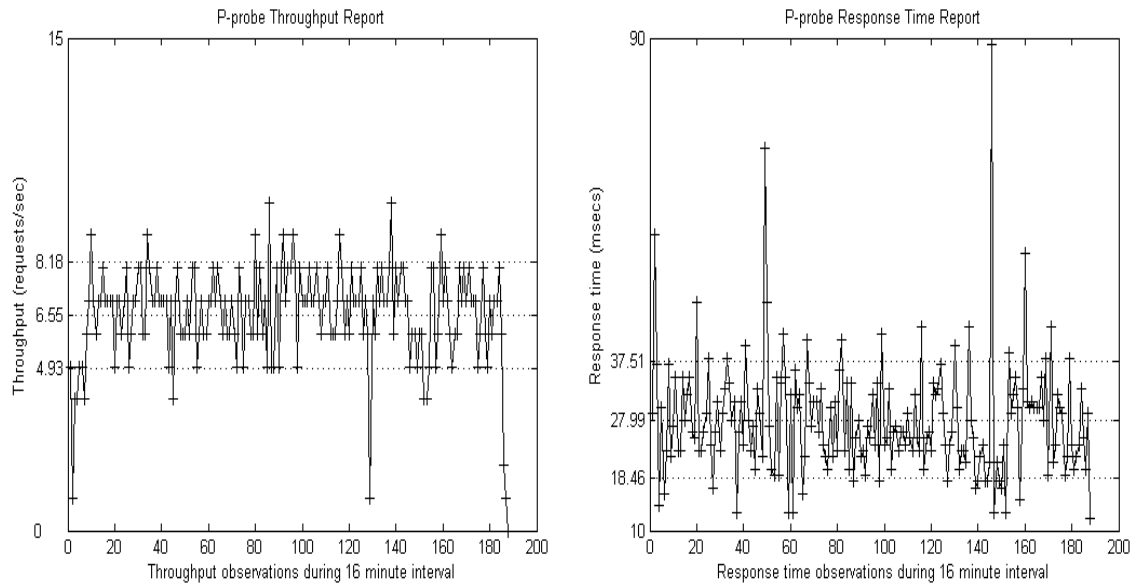 P-probe Throughput Report
15
8.18
6.55
4.93
0
Throughput (requests/sec)
0 20 40 60 80 100 120 140 160 180 200
Throughput observations during 16 minute interval
P-probe Response Time Report
90
37.51
27.99
18.46
10
Response time (msecs)
0 20 40 60 80 100 120 140 160 180 200
Response time observations during 16 minute interval